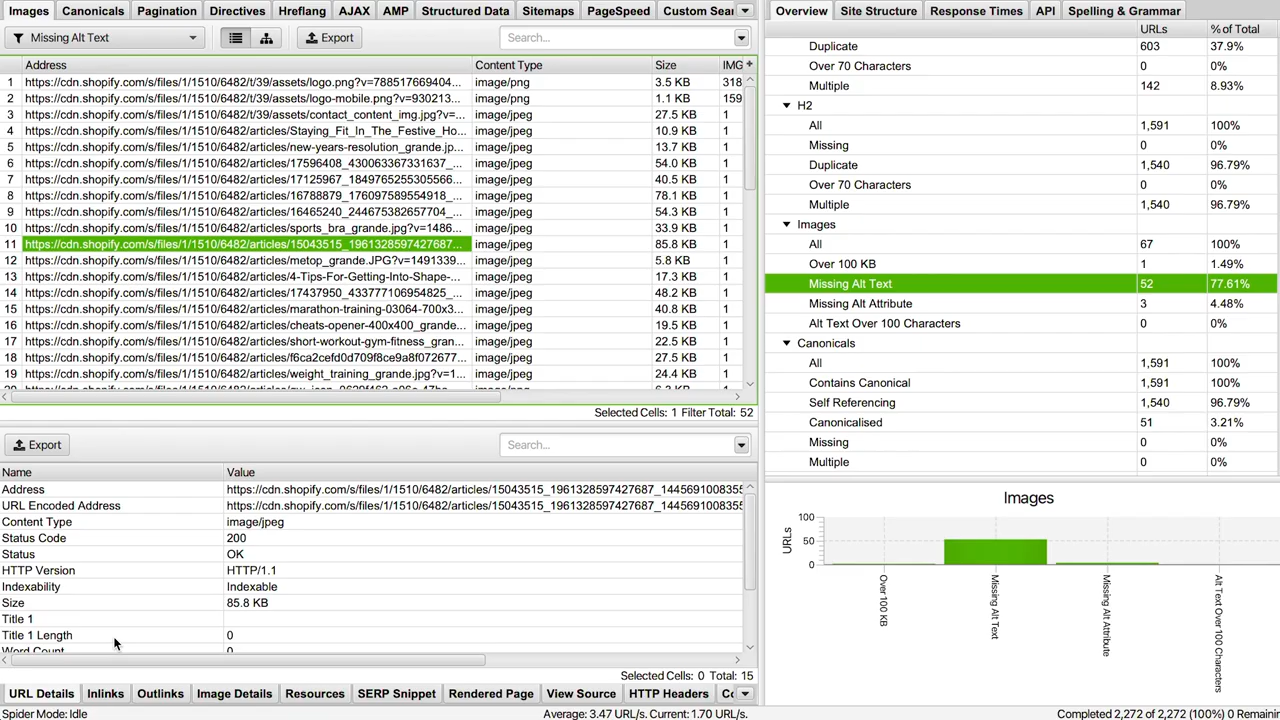 Images Canonicals Pagination Directives Hreflang AJAX AMP Structured Data Sitemaps PageSpeed Custom Sear
Missing Alt Text Export Search...
Address Content Type Size IMG
1 https://cdn.shopify.com/s/files/1/1510/6482/t/39/assets/logo.png?v=788517669404... image/png 3.5 KB 318
2 https://cdn.shopify.com/s/files/1/1510/6482/t/39/assets/logo-mobile.png?v=930213... image/png 1.1 KB 159
3 https://cdn.shopify.com/s/files/1/1510/6482/t/39/assets/contact_content_img.jpg?v=... image/jpeg 27.5 KB 1
4 https://cdn.shopify.com/s/files/1/1510/6482/articles/Staying_Fit_In_The_Festive_Ho... image/jpeg 10.9 KB 1
5 https://cdn.shopify.com/s/files/1/1510/6482/articles/new-years-resolution_grande.jp... image/jpeg 13.7 KB 1
6 https://cdn.shopify.com/s/files/1/1510/6482/articles/17596408_430063367331637_... image/jpeg 54.0 KB 1
7 https://cdn.shopify.com/s/files/1/1510/6482/articles/17125967_1849765255305566... image/jpeg 40.5 KB 1
8 https://cdn.shopify.com/s/files/1/1510/6482/articles/16788879_176097589554918_... image/jpeg 78.1 KB 1
9 https://cdn.shopify.com/s/files/1/1510/6482/articles/16465240_244675382657704_... image/jpeg 54.3 KB 1
10 https://cdn.shopify.com/s/files/1/1510/6482/articles/sports_bra_grande.jpg?v=1486... image/jpeg 33.9 KB 1
11 https://cdn.shopify.com/s/files/1/1510/6482/articles/15043515_1961328597427687... image/jpeg 85.8 KB 1
12 https://cdn.shopify.com/s/files/1/1510/6482/articles/metop_grande.JPG?v=1491339... image/jpeg 5.8 KB 1
13 https://cdn.shopify.com/s/files/1/1510/6482/articles/4-Tips-For-Getting-Into-Shape-... image/jpeg 17.3 KB 1
14 https://cdn.shopify.com/s/files/1/1510/6482/articles/17437950_433777106954825_... image/jpeg 48.2 KB 1
15 https://cdn.shopify.com/s/files/1/1510/6482/articles/marathon-training-03064-700x3... image/jpeg 40.8 KB 1
16 https://cdn.shopify.com/s/files/1/1510/6482/articles/cheats-opener-400x400_grande... image/jpeg 19.5 KB 1
17 https://cdn.shopify.com/s/files/1/1510/6482/articles/short-workout-gym-fitness_gran... image/jpeg 22.5 KB 1
18 https://cdn.shopify.com/s/files/1/1510/6482/articles/f6ca2cefd0d709f8ce9a8f072677... image/jpeg 27.5 KB 1
19 https://cdn.shopify.com/s/files/1/1510/6482/articles/weight_training_grande.jpg?v=1... image/jpeg 24.4 KB 1
Selected Cells: 1 Filter Total: 52
Export Search...
Name Value
Address https://cdn.shopify.com/s/files/1/1510/6482/articles/15043515_1961328597427687_1445691008355
URL Encoded Address https://cdn.shopify.com/s/files/1/1510/6482/articles/15043515_1961328597427687_1445691008355
Content Type image/jpeg
Status Code 200
Status OK
HTTP Version HTTP/1.1
Indexability Indexable
Size 85.8 KB
Title 1
Title 1 Length 0
Word Count 0
Selected Cells: 0 Total: 15
URL Details Inlinks Outlinks Image Details Resources SERP Snippet Rendered Page View Source HTTP Headers
Spider Mode: Idle Average: 3.47 URL/s. Current: 1.70 URL/s. Completed 2,272 of 2,272 (100%) 0 Remainin
Overview Site Structure Response Times API Spelling & Grammar
URLs % of Total
Duplicate 603 37.9%
Over 70 Characters 0 0%
Multiple 142 8.93%
H2
All 1,591 100%
Missing 0 0%
Duplicate 1,540 96.79%
Over 70 Characters 0 0%
Multiple 1,540 96.79%
Images
All 67 100%
Over 100 KB 1 1.49%
Missing Alt Text 52 77.61%
Missing Alt Attribute 3 4.48%
Alt Text Over 100 Characters 0 0%
Canonicals
All 1,591 100%
Contains Canonical 1,591 100%
Self Referencing 1,540 96.79%
Canonicalised 51 3.21%
Missing 0 0%
Multiple 0 0%
Images
URLs
100
50
0
Over 100 KB
Missing Alt Text
Missing Alt Attribute
Alt Text Over 100 Characters